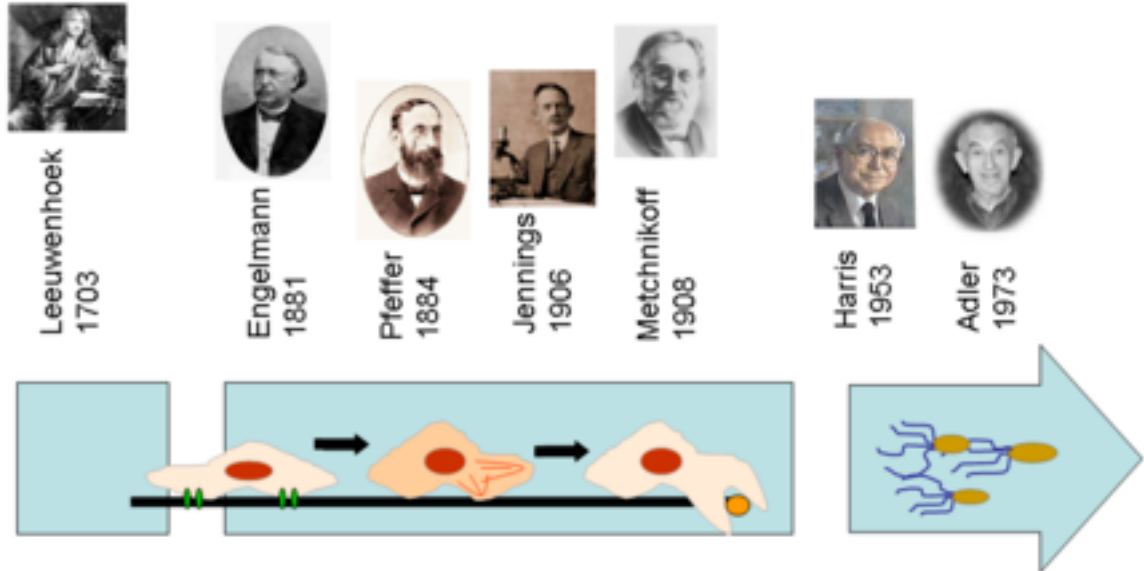 Leeuwenhoek
1703
Engelmann
1881
Pfeffer
1884
Jennings
1906
Metchnikoff
1908
Harris
1953
Adler
1973